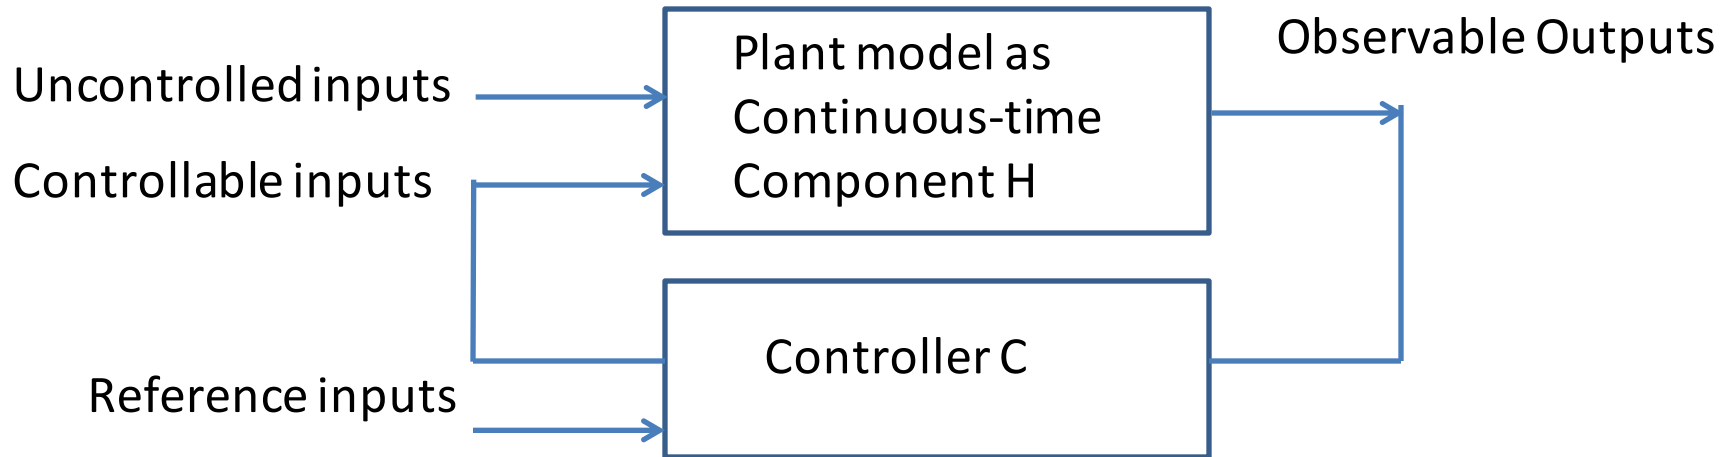 Observable Outputs
Uncontrolled inputs
Plant model as
Continuous-time
Component H
Controllable inputs
Controller C
Reference inputs